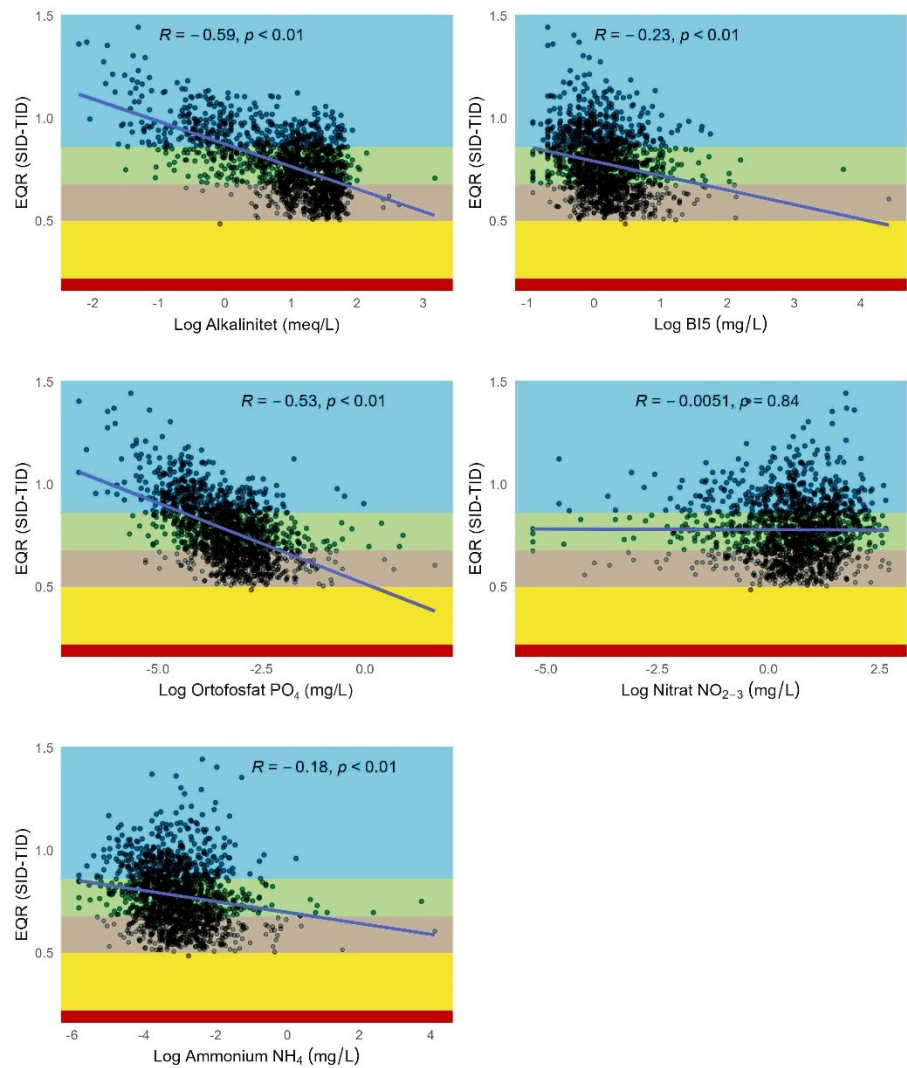 R = −0.59, p < 0.01
EQR (SID-TID)
1.5
1.0
0.5
-2 -1 0 1 2 3
Log Alkalinitet (meq/L)
R = −0.23, p < 0.01
EQR (SID-TID)
1.5
1.0
0.5
-1 0 1 2 3 4
Log BI5 (mg/L)
R = −0.53, p < 0.01
EQR (SID-TID)
1.5
1.0
0.5
-5.0 -2.5 0.0
Log Ortofosfat PO₄ (mg/L)
R = −0.0051, p = 0.84
EQR (SID-TID)
1.5
1.0
0.5
-5.0 -2.5 0.0 2.5
Log Nitrat NO₂₋₃ (mg/L)
R = −0.18, p < 0.01
EQR (SID-TID)
1.5
1.0
0.5
-6 -4 -2 0 2 4
Log Ammonium NH₄ (mg/L)